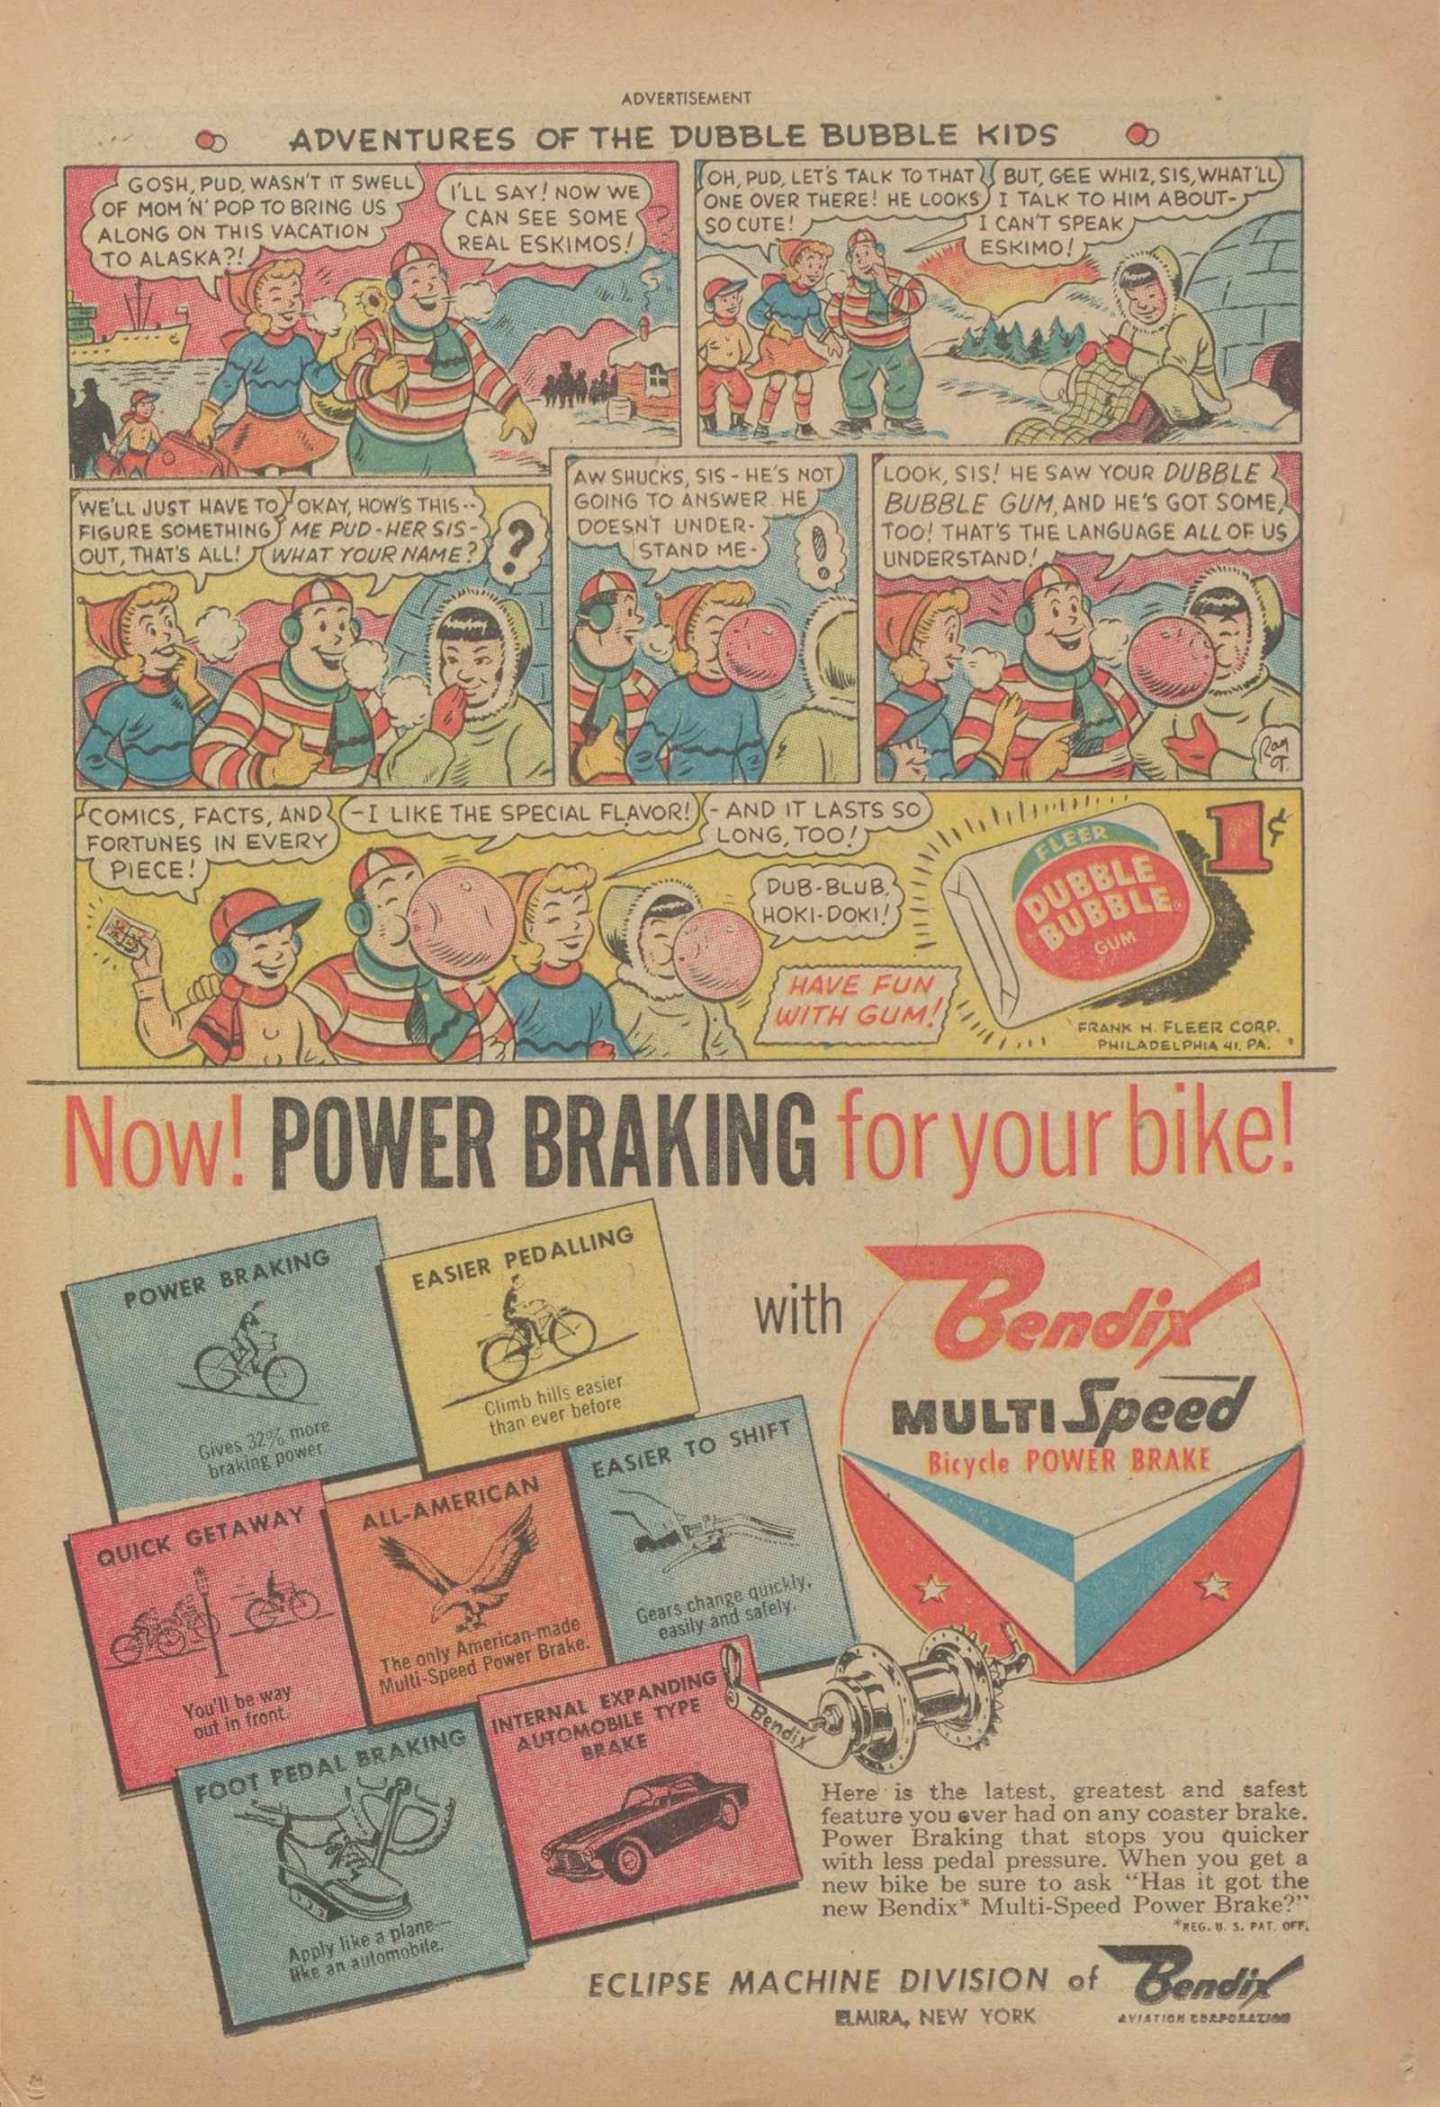 ADVERTISEMENT
ADVENTURES OF THE DUBBLE BUBBLE KIDS
GOSH, PUD, WASN'T IT SWELL
OF MOM 'N' POP TO BRING US
ALONG ON THIS VACATION
TO ALASKA?!
I'LL SAY! NOW WE
CAN SEE SOME
REAL ESKIMOS!
OH, PUD, LET'S TALK TO THAT
ONE OVER THERE! HE LOOKS
SO CUTE!
BUT, GEE WHIZ, SIS, WHAT'LL
I TALK TO HIM ABOUT-
I CAN'T SPEAK
ESKIMO!
WE'LL JUST HAVE TO
FIGURE SOMETHING
OUT, THAT'S ALL!
OKAY, HOW'S THIS--
ME PUD-HER SIS-
WHAT YOUR NAME?
?
AW SHUCKS, SIS - HE'S NOT
GOING TO ANSWER. HE
DOESN'T UNDER-
STAND ME-
!
LOOK, SIS! HE SAW YOUR DUBBLE
BUBBLE GUM, AND HE'S GOT SOME,
TOO! THAT'S THE LANGUAGE ALL OF US
UNDERSTAND!
Ray
T.
COMICS, FACTS, AND
FORTUNES IN EVERY
PIECE!
-I LIKE THE SPECIAL FLAVOR!
- AND IT LASTS SO
LONG, TOO!
DUB-BLUB,
HOKI-DOKI!
HAVE FUN
WITH GUM!
FLEER
DUBBLE
BUBBLE
GUM
1¢
FRANK H. FLEER CORP.
PHILADELPHIA 41, PA.
Now! POWER BRAKING for your bike!
POWER BRAKING
Gives 32% more
braking power
EASIER PEDALLING
Climb hills easier
than ever before
with
Bendix
MULTI Speed
Bicycle POWER BRAKE
QUICK GETAWAY
You'll be way
out in front.
ALL-AMERICAN
The only American-made
Multi-Speed Power Brake.
EASIER TO SHIFT
Gears change quickly,
easily and safely.
FOOT PEDAL BRAKING
Apply like a plane—
like an automobile.
INTERNAL EXPANDING
AUTOMOBILE TYPE
BRAKE
Bendix
Here is the latest, greatest and safest
feature you ever had on any coaster brake.
Power Braking that stops you quicker
with less pedal pressure. When you get a
new bike be sure to ask "Has it got the
new Bendix* Multi-Speed Power Brake?"
*REG. U. S. PAT. OFF.
ECLIPSE MACHINE DIVISION of
ELMIRA, NEW YORK
Bendix
AVIATION CORPORATION